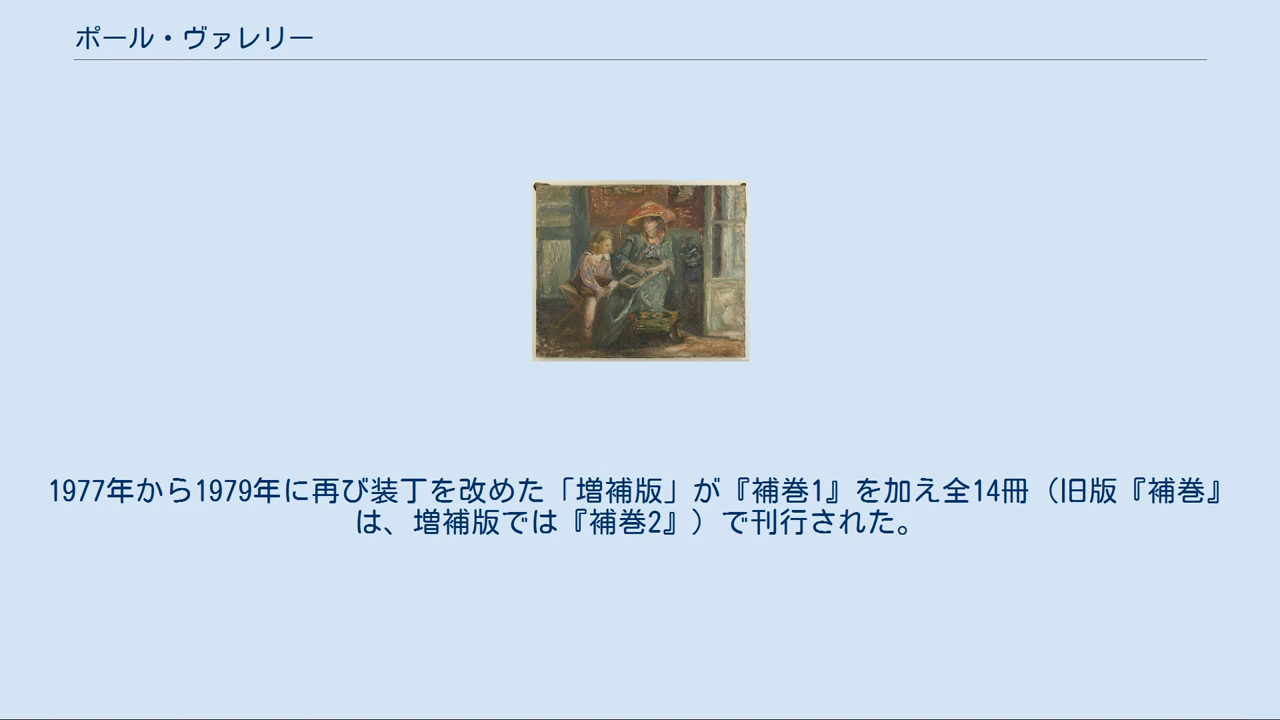 ポール・ヴァレリー
1977年から1979年に再び装丁を改めた「増補版」が『補巻1』を加え全14冊（旧版『補巻』
は、増補版では『補巻2』）で刊行された。